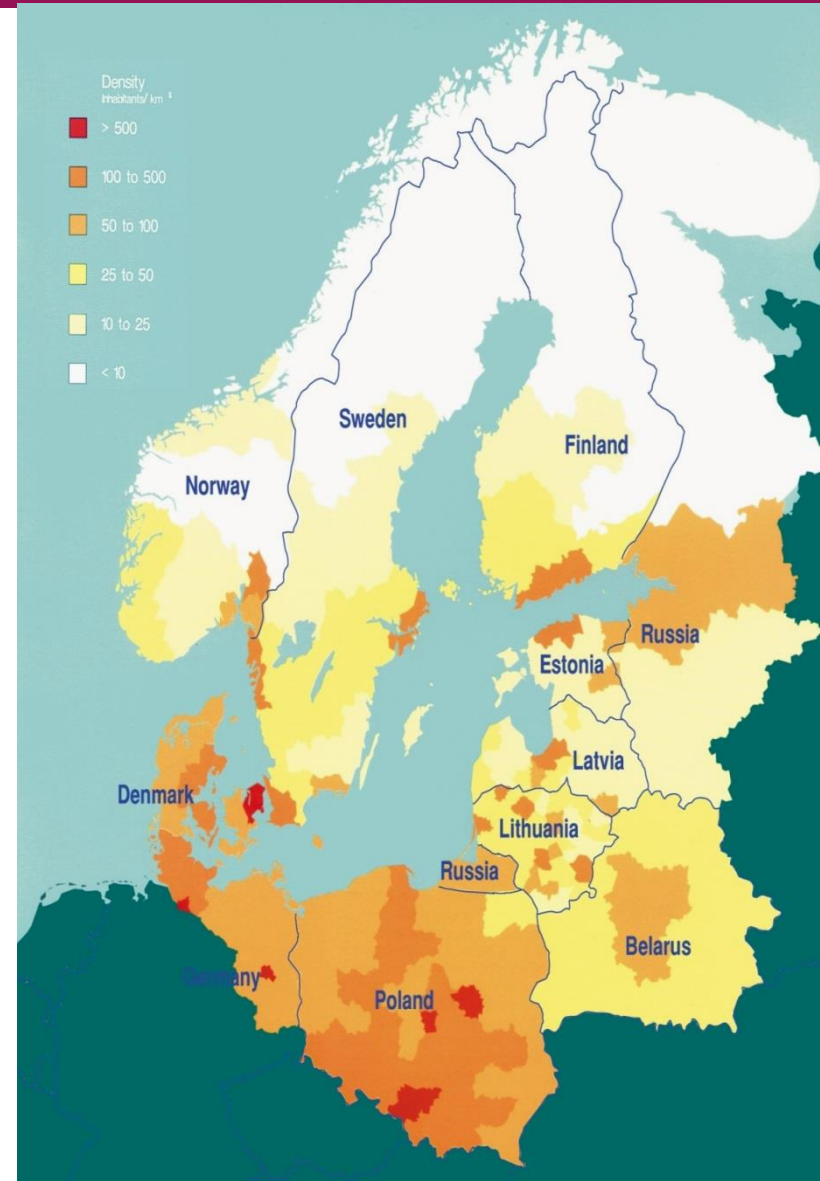 Density
Inhabitants/ km ²
> 500
100 to 500
50 to 100
25 to 50
10 to 25
< 10
Sweden
Finland
Norway
Russia
Estonia
Latvia
Denmark
Lithuania
Russia
Belarus
Germany
Poland